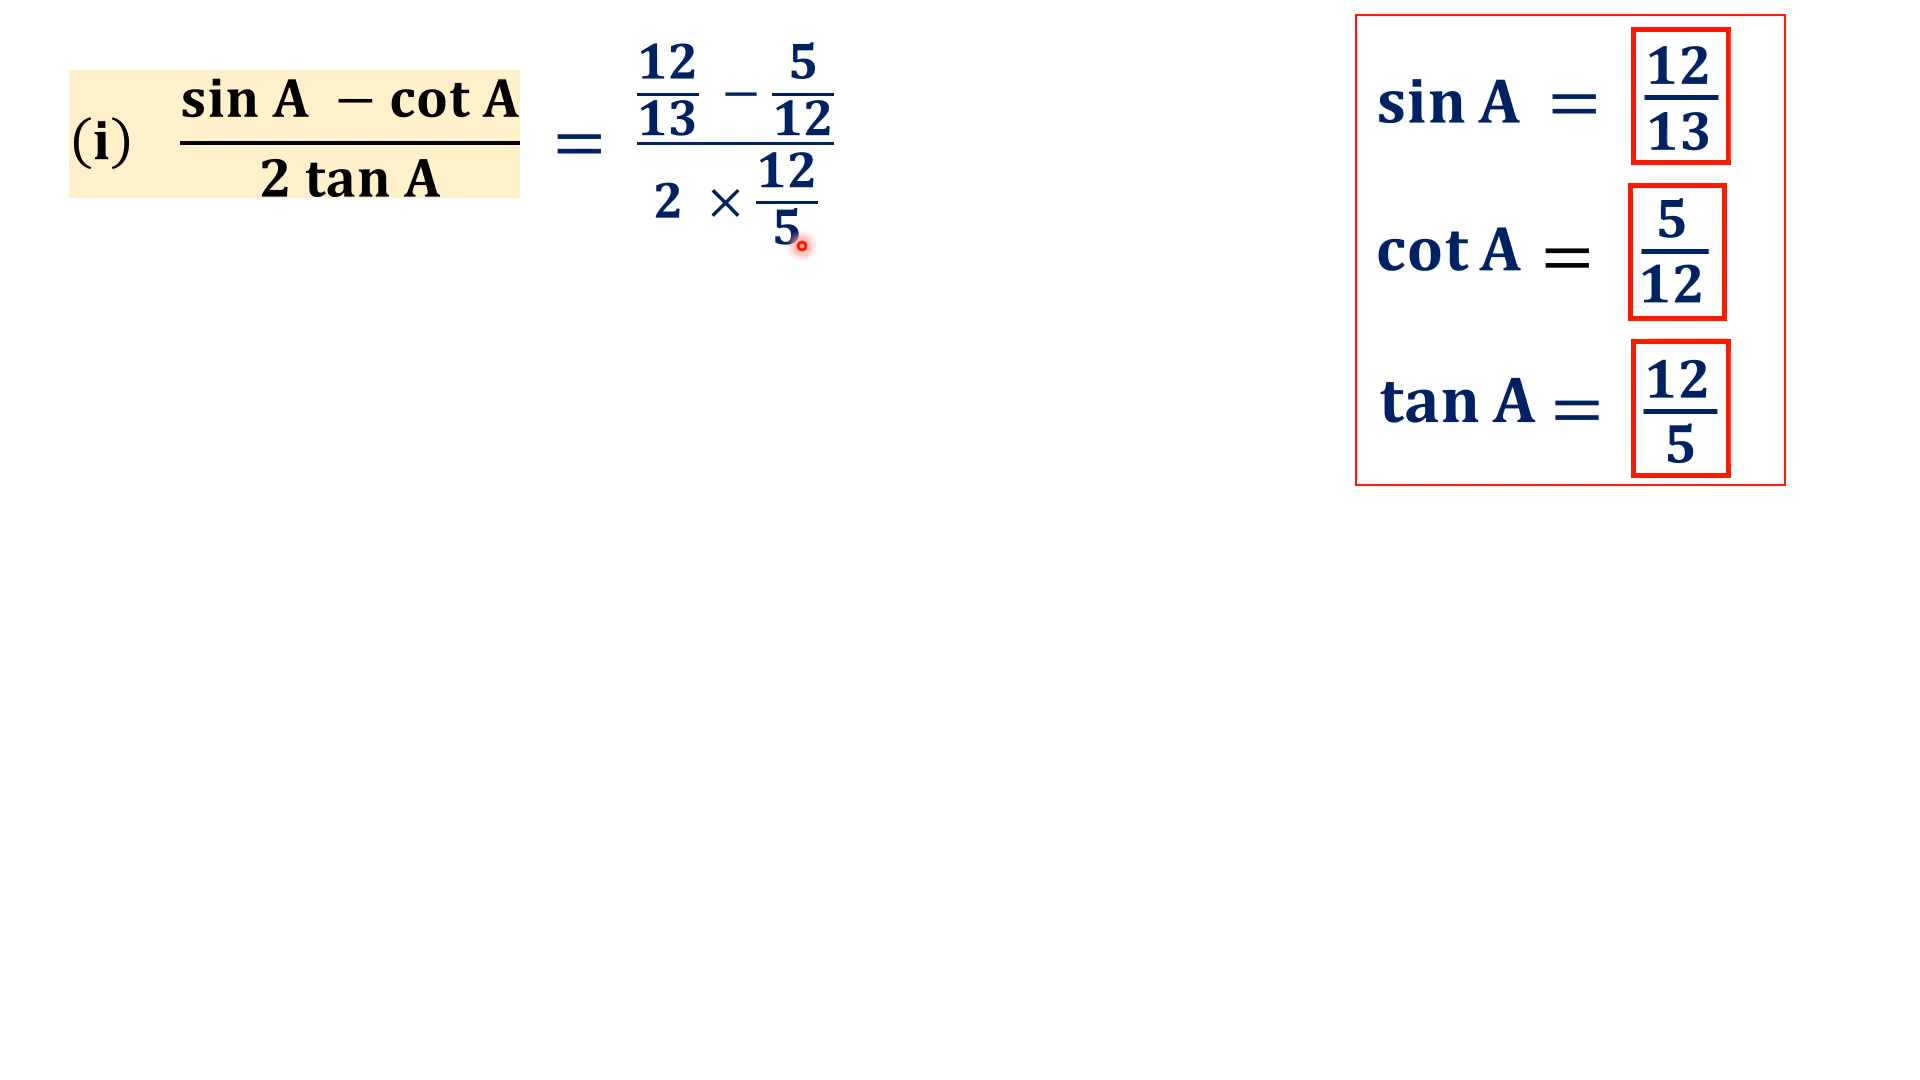 (i) sin A − cot A / 2 tan A = 12/13 − 5/12 / 2 × 12/5
sin A = 12/13
cot A = 5/12
tan A = 12/5